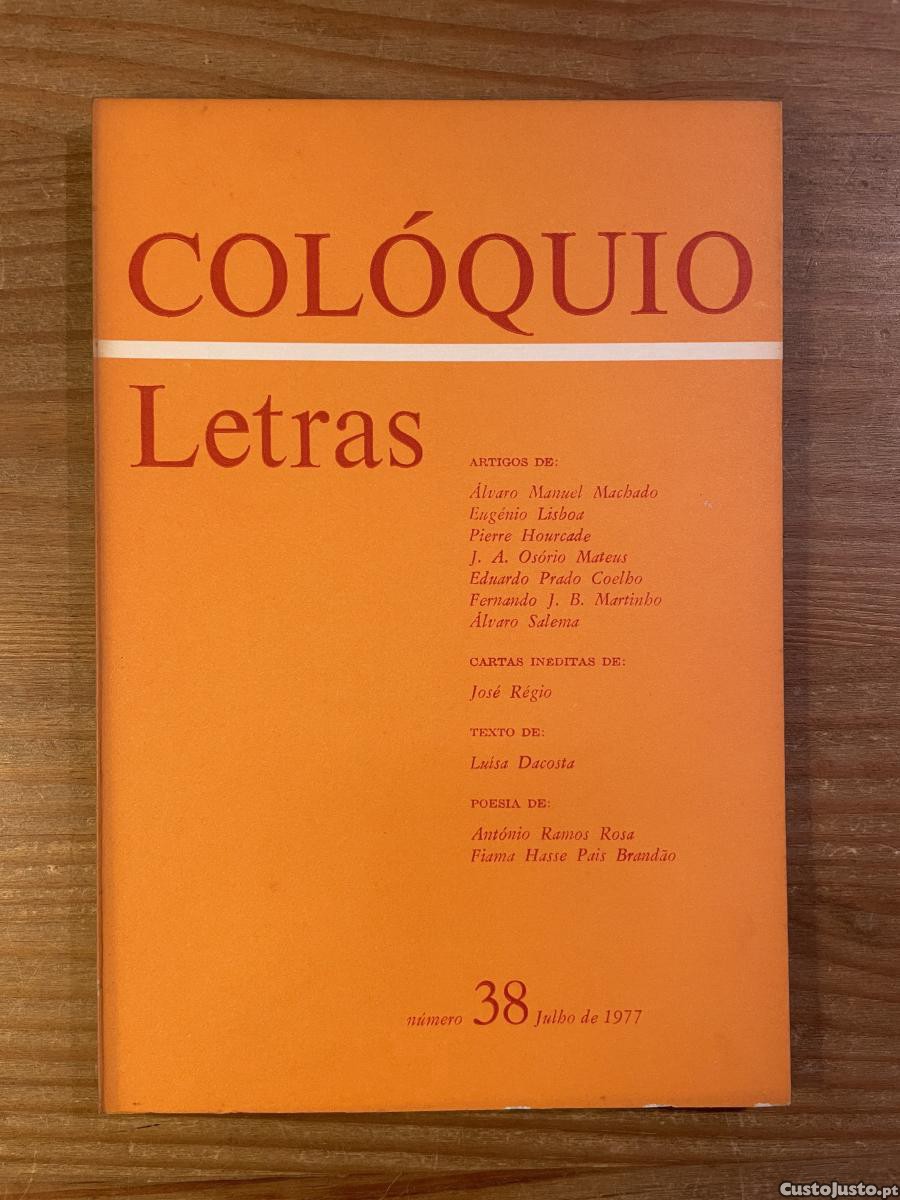 COLÓQUIO
Letras
ARTIGOS DE:
Álvaro Manuel Machado
Eugénio Lisboa
Pierre Hourcade
J. A. Osório Mateus
Eduardo Prado Coelho
Fernando J. B. Martinho
Álvaro Salema
CARTAS INÉDITAS DE:
José Régio
TEXTO DE:
Luísa Dacosta
POESIA DE:
António Ramos Rosa
Fiama Hasse Pais Brandão
número 38 Julho de 1977
CustoJusto.pt